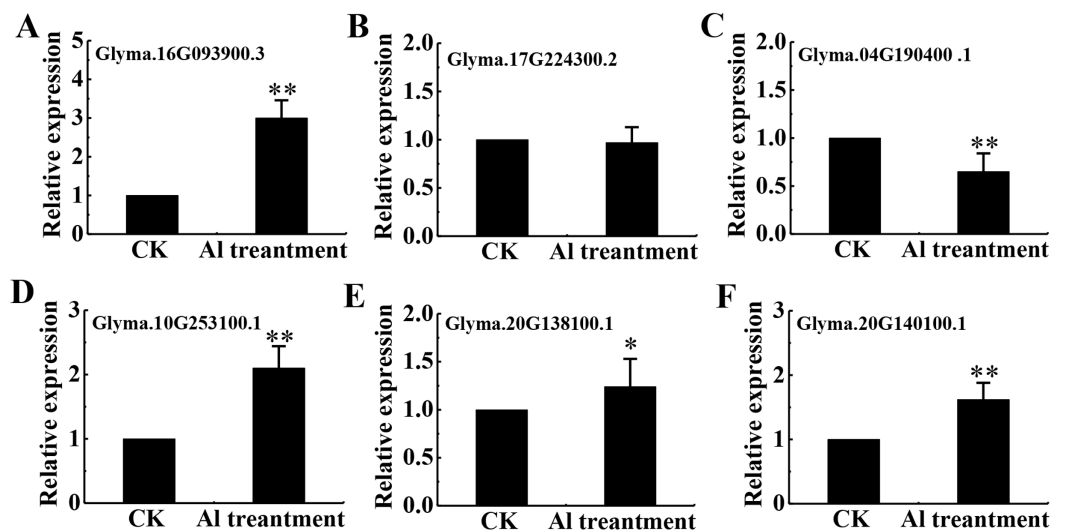 A
Glyma.16G093900.3
Relative expression
5
4
3
2
1
0
**
CK
Al treantment
B
Glyma.17G224300.2
Relative expression
2.0
1.5
1.0
0.5
0.0
CK
Al treantment
C
Glyma.04G190400 .1
Relative expression
2.0
1.5
1.0
0.5
0.0
**
CK
Al treantment
D
Glyma.10G253100.1
Relative expression
3
2
1
0
**
CK
Al treantment
E
Glyma.20G138100.1
Relative expression
2.0
1.5
1.0
0.5
0.0
*
CK
Al treantment
F
Glyma.20G140100.1
Relative expression
3
2
1
0
**
CK
Al treantment